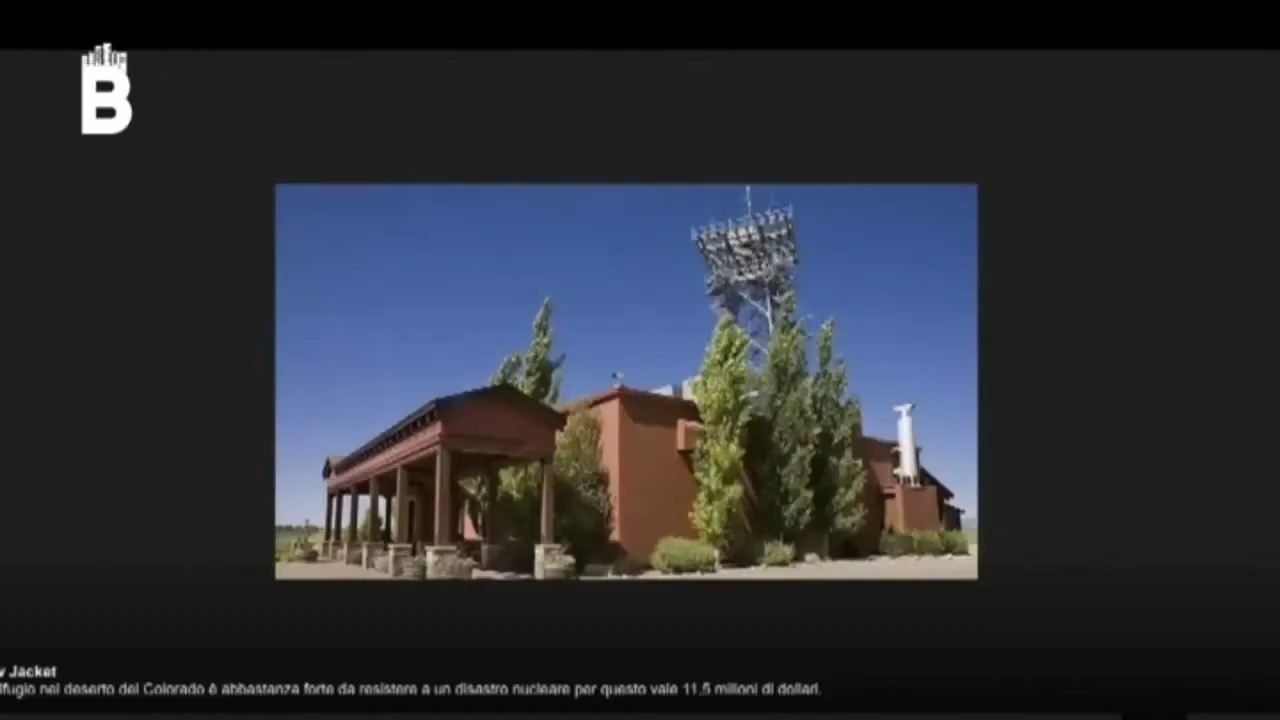 B
w Jacket
ifugio nel deserto del Colorado è abbastanza forte da resistere a un disastro nucleare per questo vale 11,5 milioni di dollari.